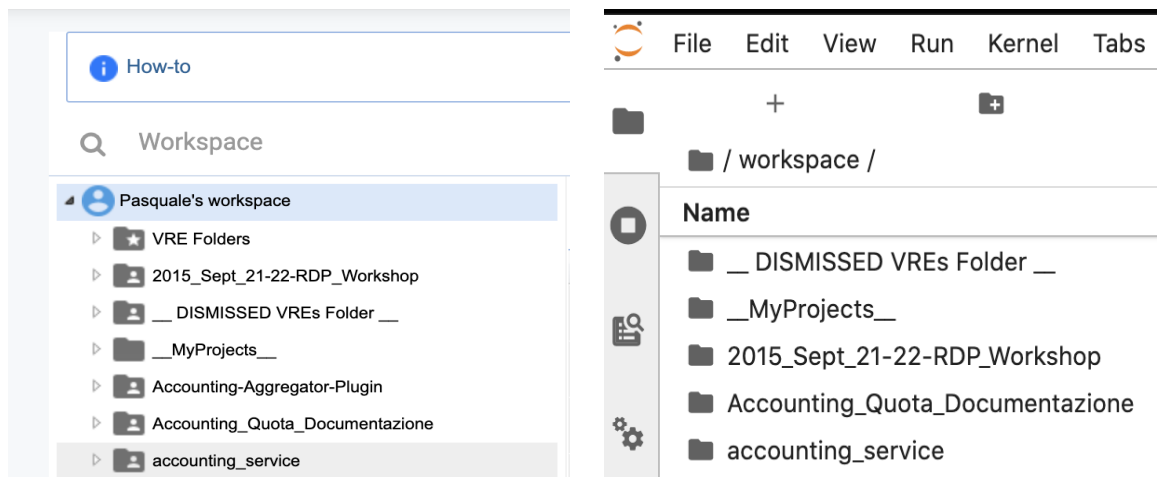 How-to
Workspace
Pasquale's workspace
VRE Folders
2015_Sept_21-22-RDP_Workshop
__ DISMISSED VREs Folder __
__MyProjects__
Accounting-Aggregator-Plugin
Accounting_Quota_Documentazione
accounting_service
File Edit View Run Kernel Tabs
/ workspace /
Name
__ DISMISSED VREs Folder __
__MyProjects__
2015_Sept_21-22-RDP_Workshop
Accounting_Quota_Documentazione
accounting_service